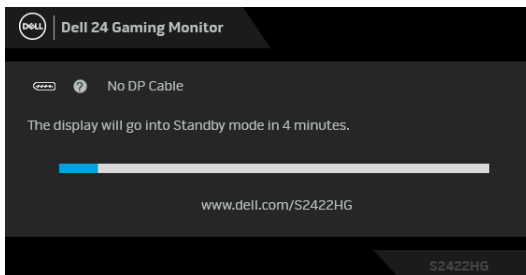 DELL
Dell 24 Gaming Monitor
? No DP Cable
The display will go into Standby mode in 4 minutes.
www.dell.com/S2422HG
S2422HG